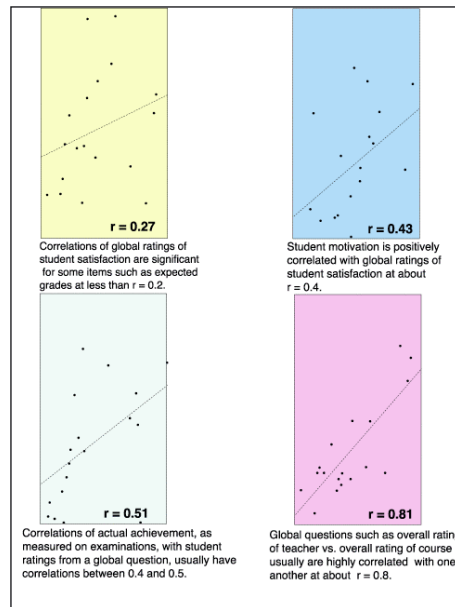 r = 0.27
Correlations of global ratings of
student satisfaction are significant
for some items such as expected
grades at less than r = 0.2.
r = 0.43
Student motivation is positively
correlated with global ratings of
student satisfaction at about
r = 0.4.
r = 0.51
Correlations of actual achievement, as
measured on examinations, with student
ratings from a global question, usually have
correlations between 0.4 and 0.5.
r = 0.81
Global questions such as overall rating
of teacher vs. overall rating of course
usually are highly correlated with one
another at about r = 0.8.